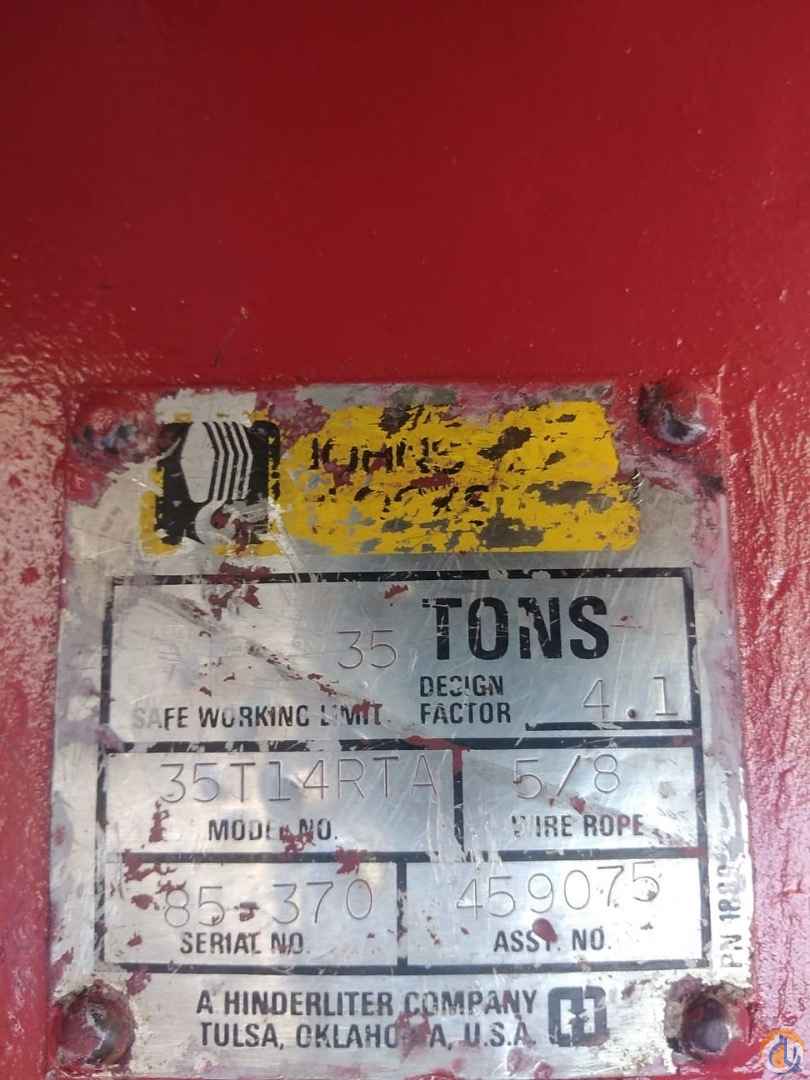 JOHNS
35 TONS
SAFE WORKING LIMIT DESIGN FACTOR 4.1
35T14RTA 5/8
MODEL NO. WIRE ROPE
85-370 459075
SERIAL NO. ASSY. NO.
A HINDERLITER COMPANY
TULSA, OKLAHOMA, U.S.A.
PN